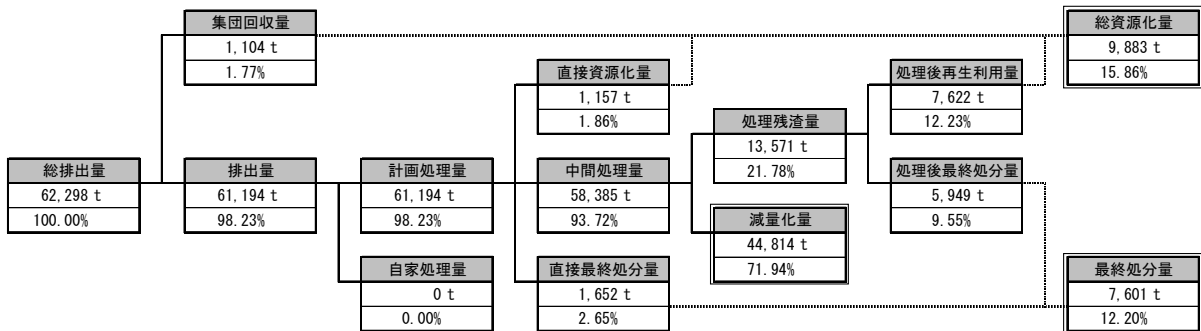 集団回収量
1,104 t
1.77%
総資源化量
9,883 t
15.86%
直接資源化量
1,157 t
1.86%
処理後再生利用量
7,622 t
12.23%
処理残渣量
13,571 t
21.78%
総排出量
62,298 t
100.00%
排出量
61,194 t
98.23%
計画処理量
61,194 t
98.23%
中間処理量
58,385 t
93.72%
処理後最終処分量
5,949 t
9.55%
減量化量
44,814 t
71.94%
自家処理量
0 t
0.00%
直接最終処分量
1,652 t
2.65%
最終処分量
7,601 t
12.20%